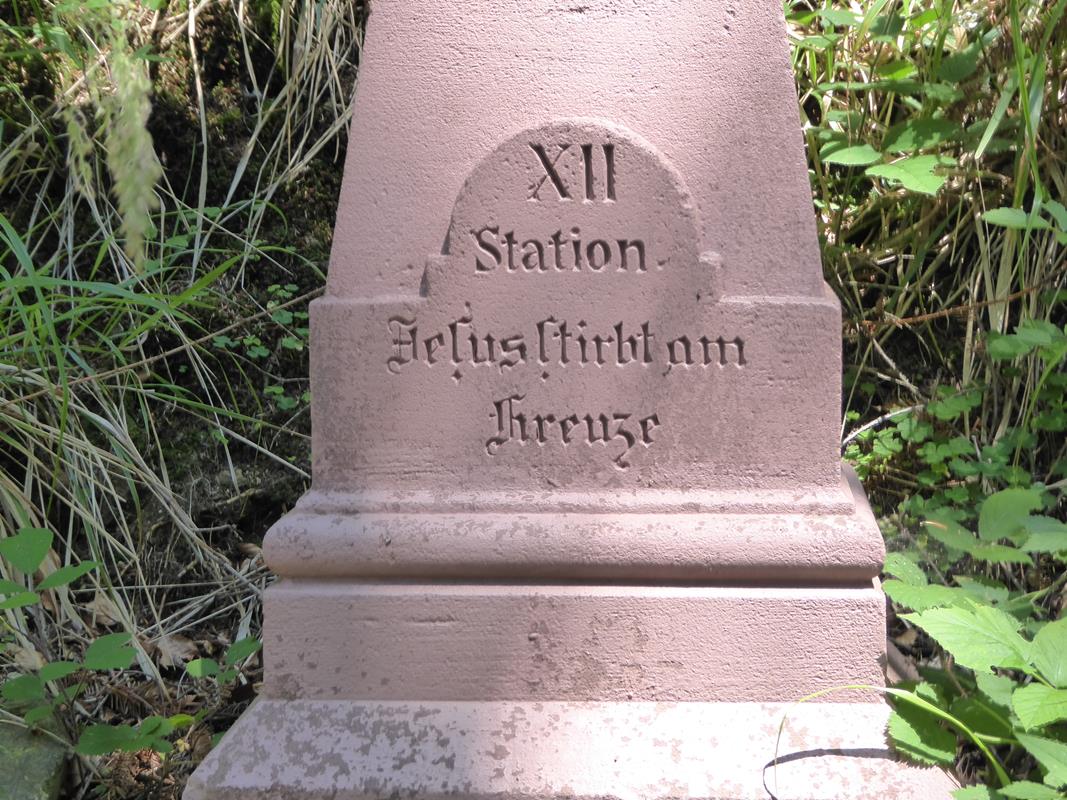 XII
Station
Jeſus ſtirbt am
Kreuze